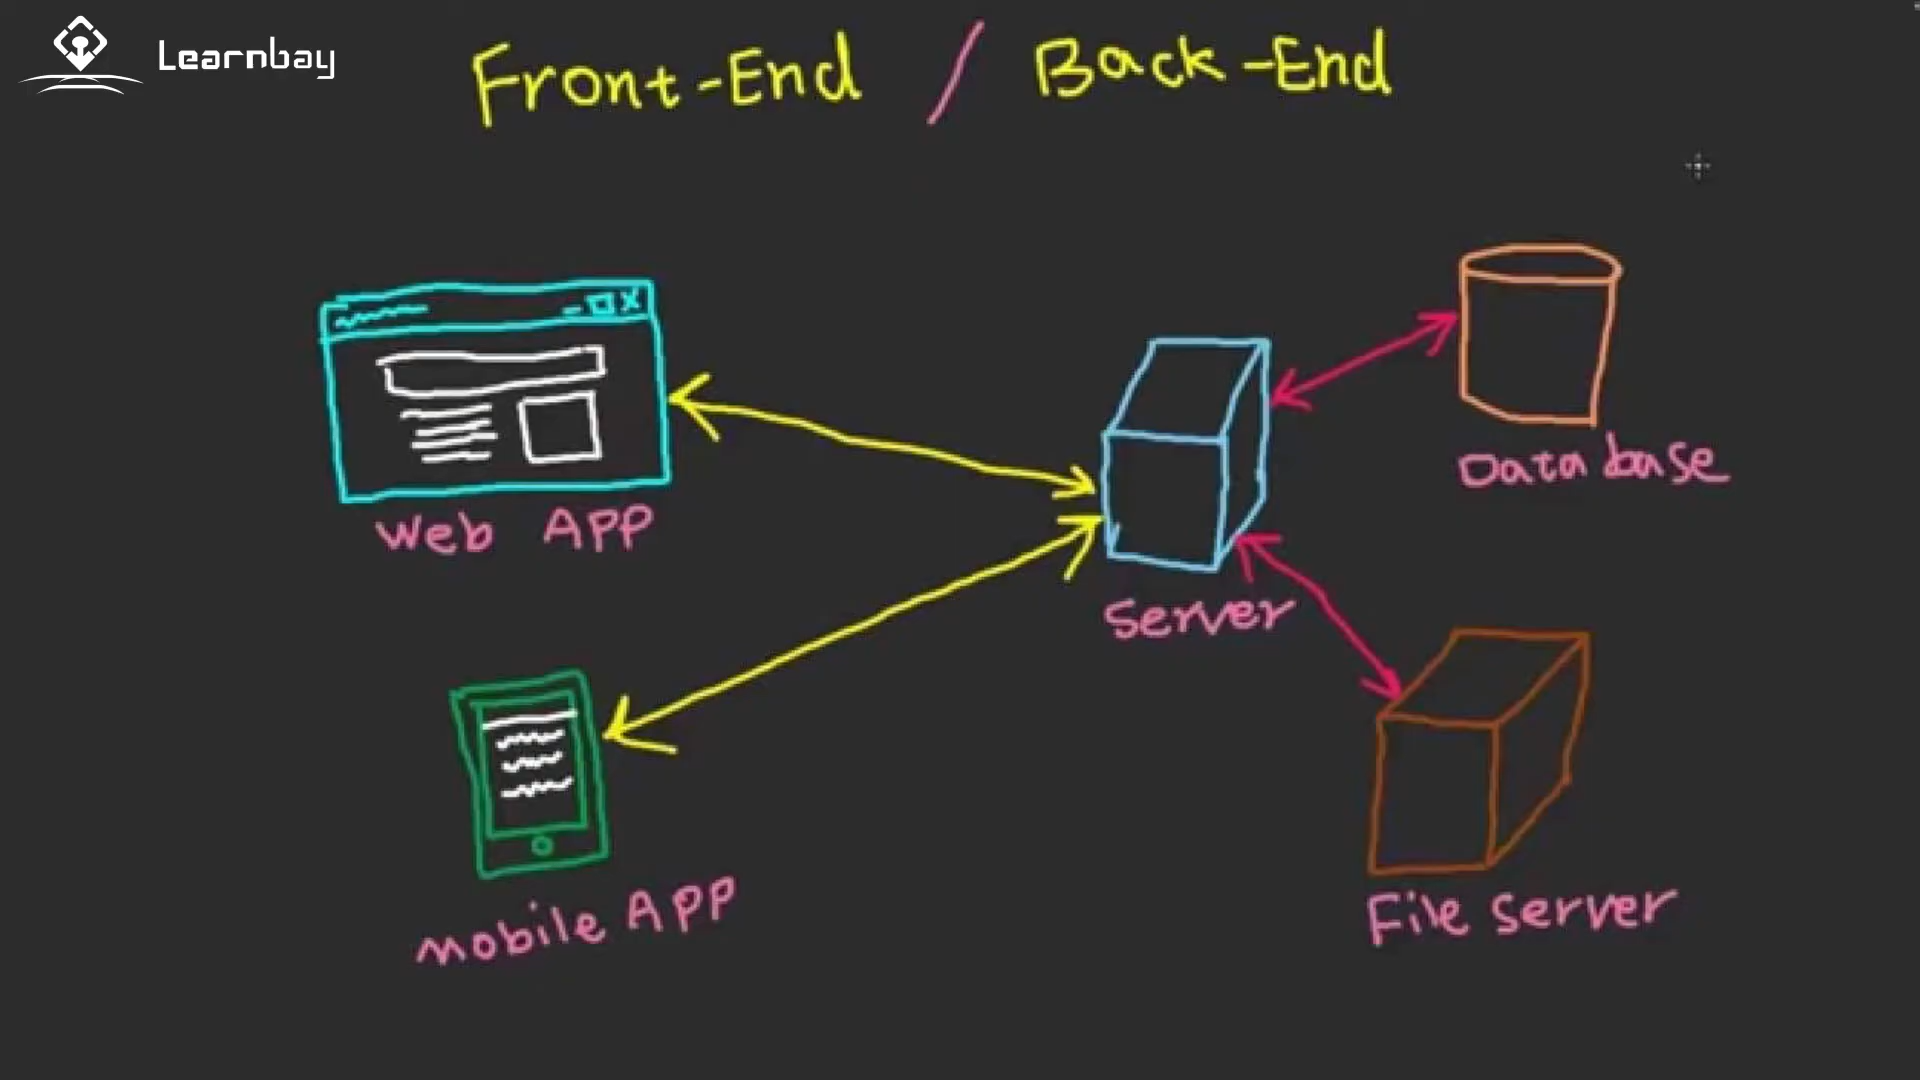 Learnbay
Front-End / Back-End
Web APP
Server
Database
mobile APP
File Server